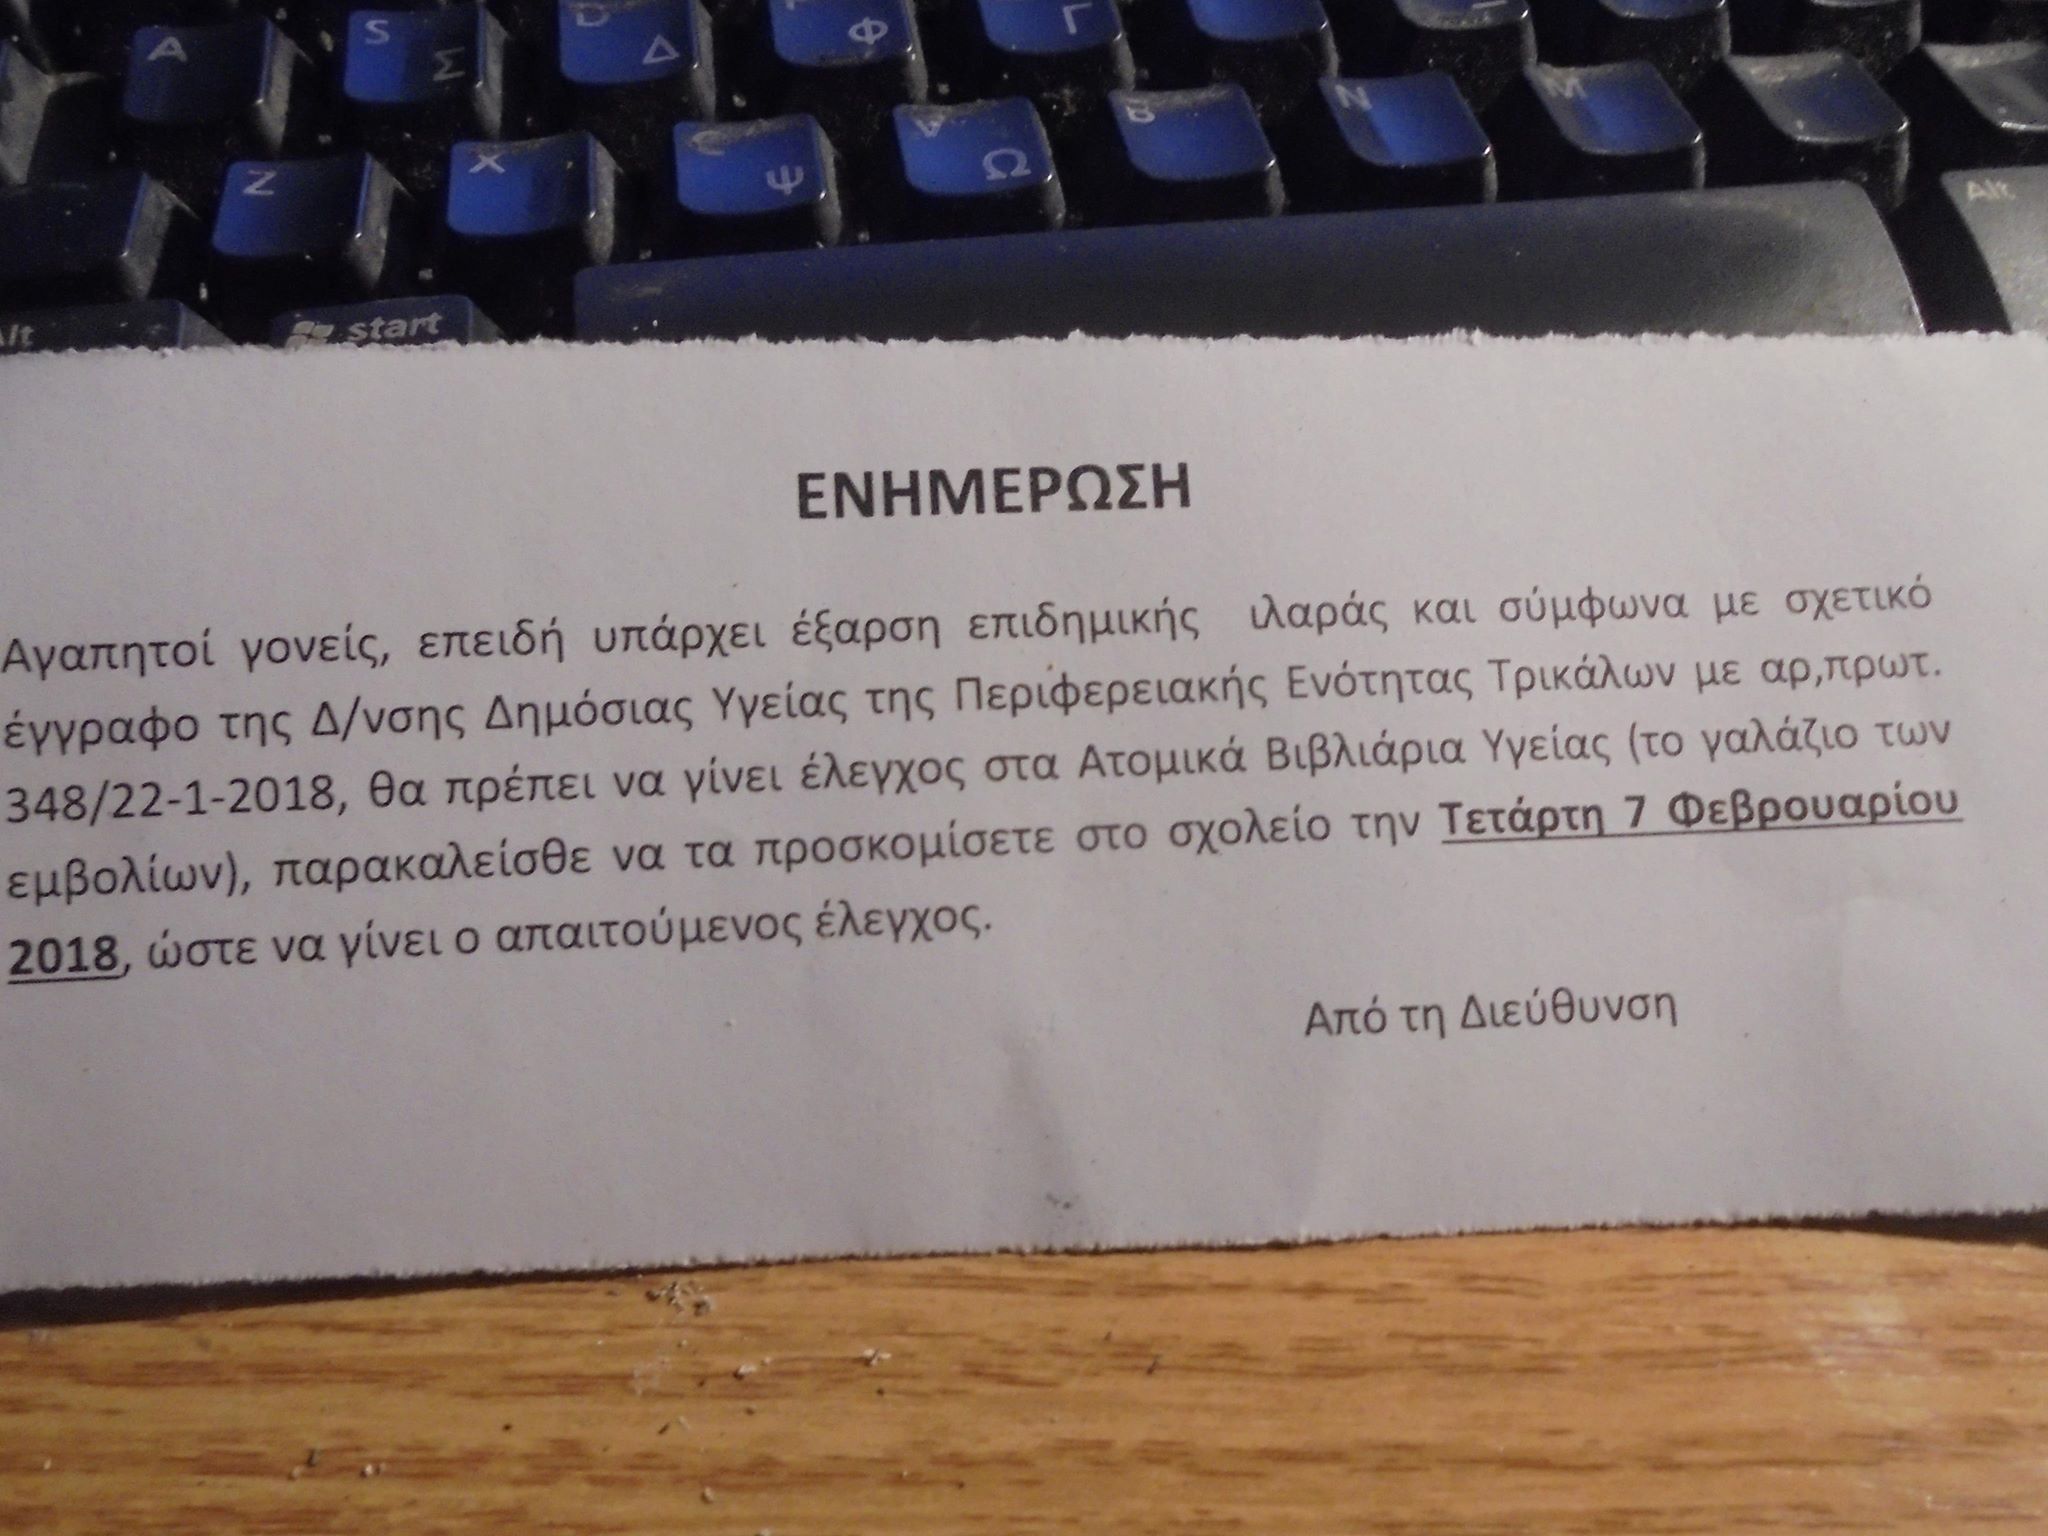 A
S Σ
D Δ
Φ
Γ
Z
X
Ψ
V Ω
B
N
M
Alt
Alt
start
ΕΝΗΜΕΡΩΣΗ
Αγαπητοί γονείς, επειδή υπάρχει έξαρση επιδημικής ιλαράς και σύμφωνα με σχετικό
έγγραφο της Δ/νσης Δημόσιας Υγείας της Περιφερειακής Ενότητας Τρικάλων με αρ,πρωτ.
348/22-1-2018, θα πρέπει να γίνει έλεγχος στα Ατομικά Βιβλιάρια Υγείας (το γαλάζιο των
εμβολίων), παρακαλείσθε να τα προσκομίσετε στο σχολείο την Τετάρτη 7 Φεβρουαρίου
2018, ώστε να γίνει ο απαιτούμενος έλεγχος.
Από τη Διεύθυνση